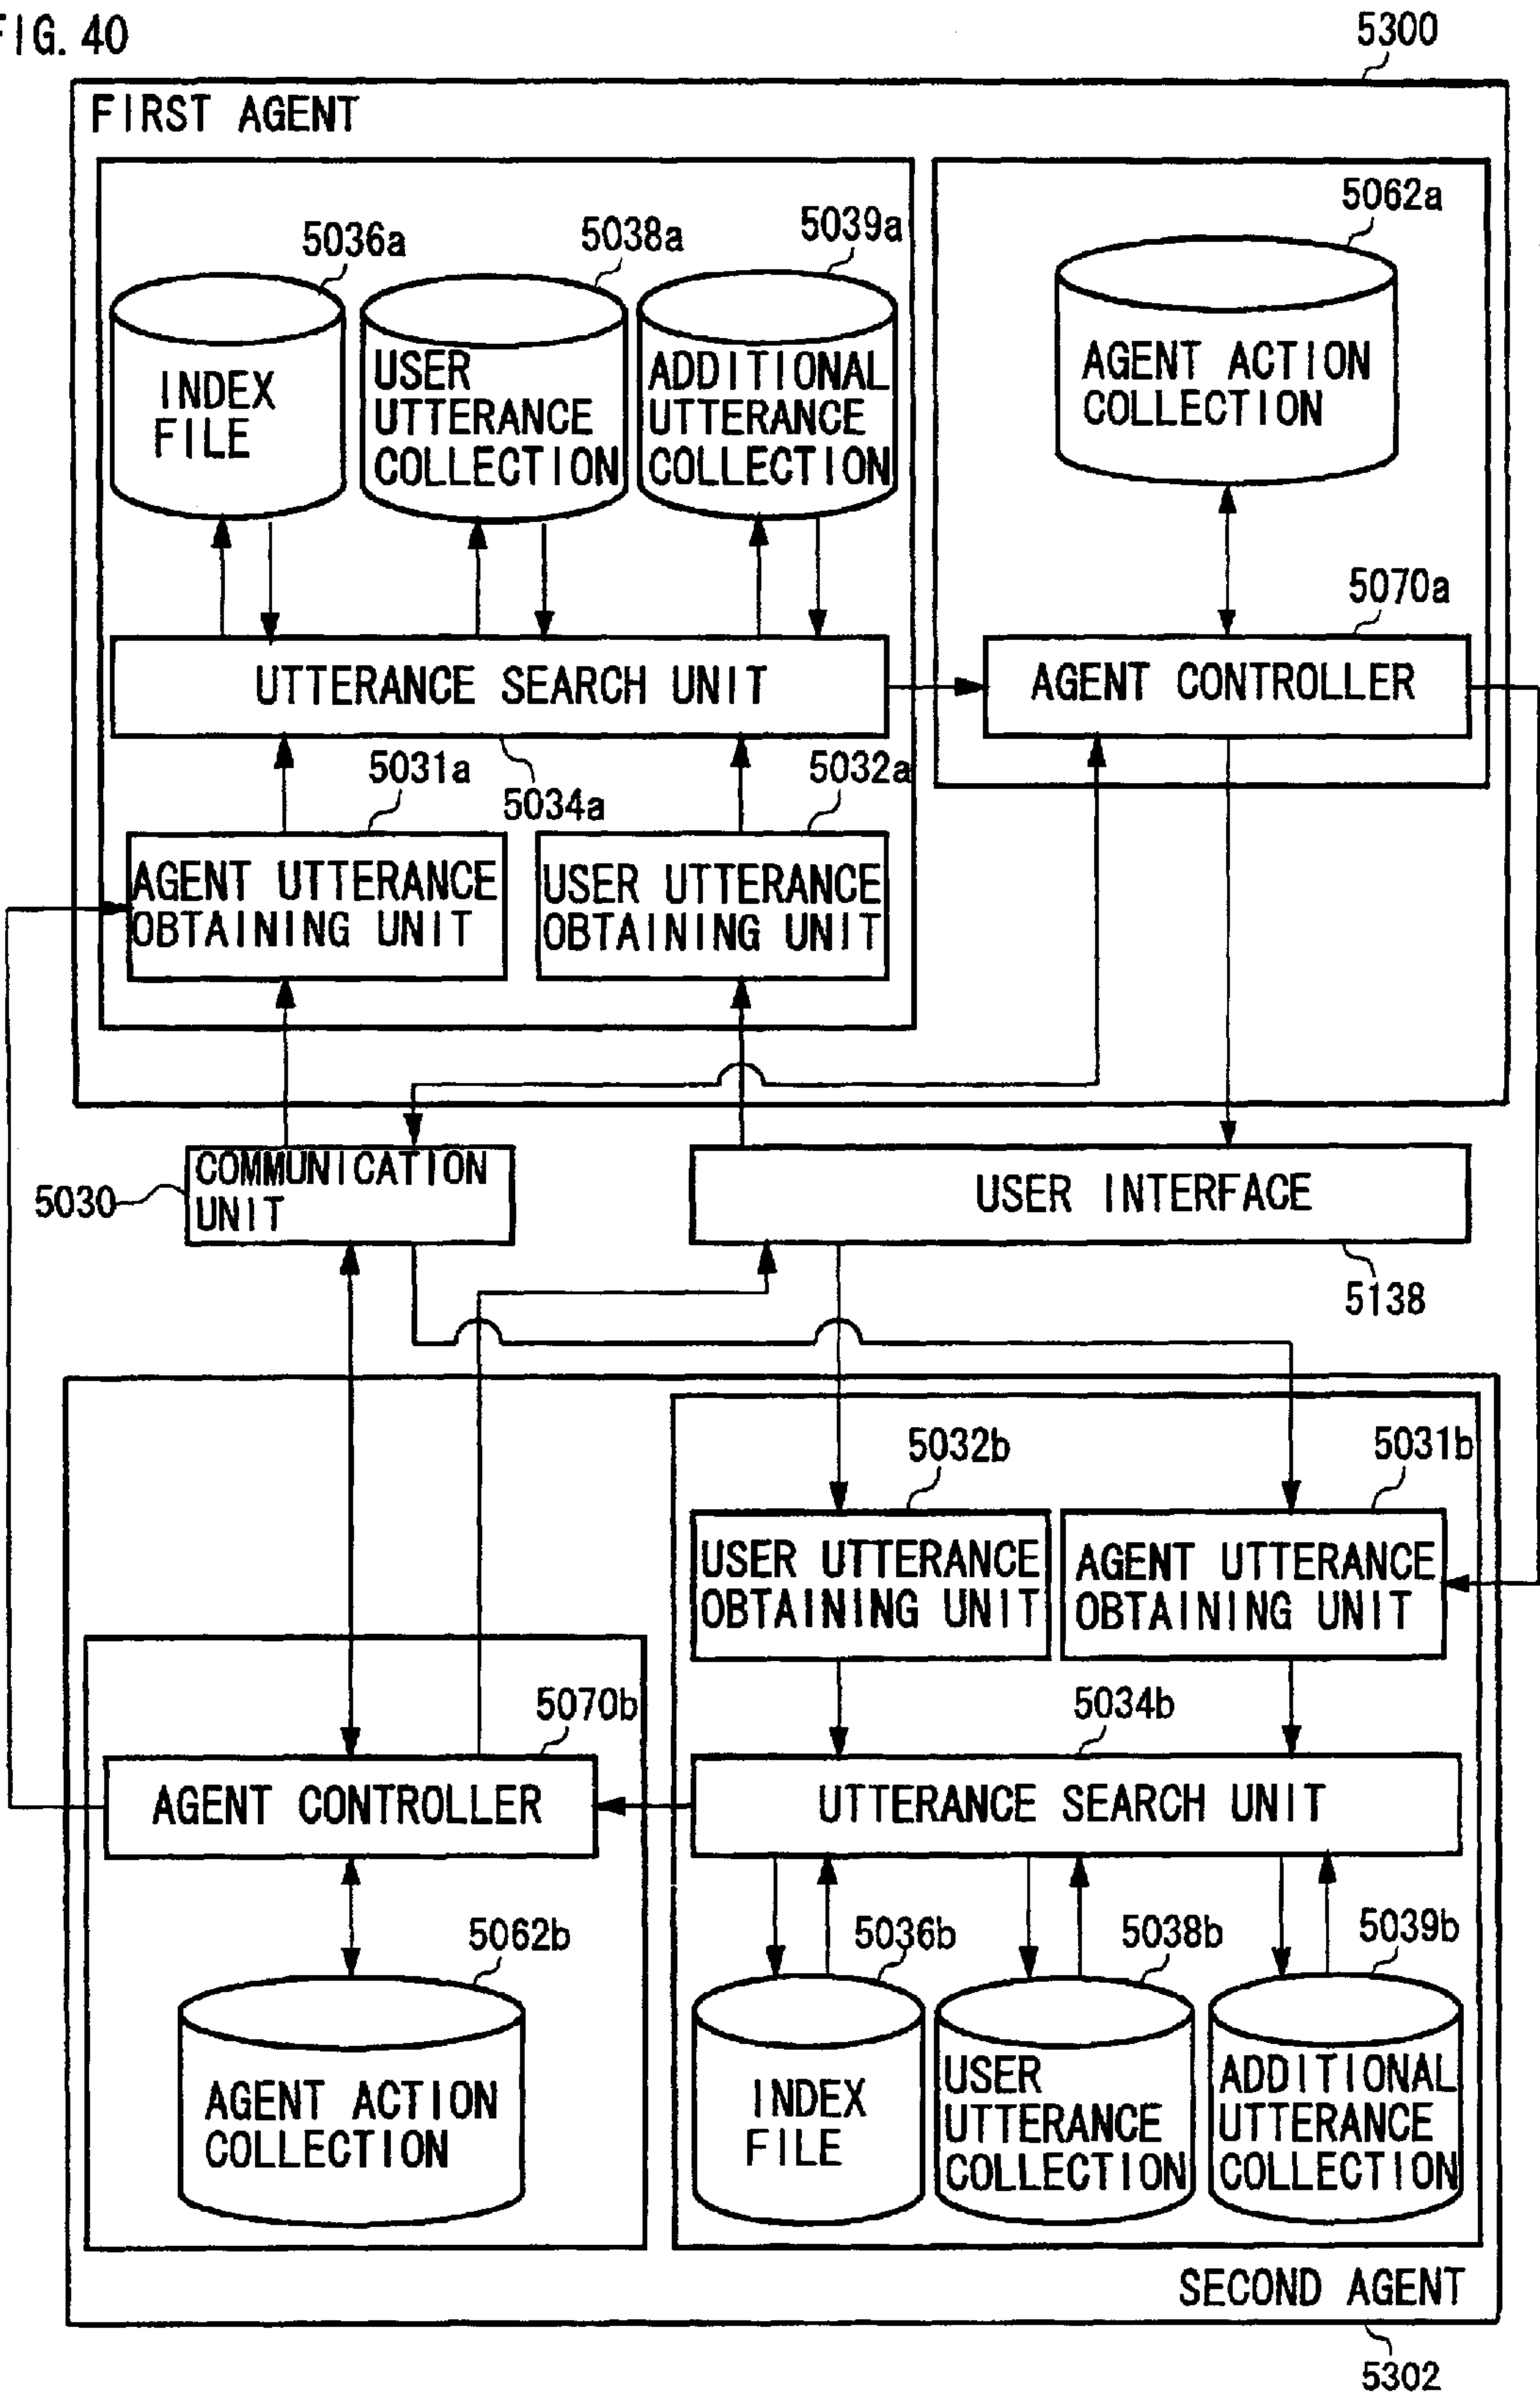 FIG. 40
5300
FIRST AGENT
5062a
5036a
5038a
5039a
INDEX
FILE
USER
UTTERANCE
COLLECTION
ADDITIONAL
UTTERANCE
COLLECTION
AGENT ACTION
COLLECTION
5070a
UTTERANCE SEARCH UNIT
AGENT CONTROLLER
5031a
5034a
5032a
AGENT UTTERANCE
OBTAINING UNIT
USER UTTERANCE
OBTAINING UNIT
COMMUNICATION
UNIT
5030
USER INTERFACE
5138
5032b
5031b
USER UTTERANCE
OBTAINING UNIT
AGENT UTTERANCE
OBTAINING UNIT
5070b
5034b
AGENT CONTROLLER
UTTERANCE SEARCH UNIT
5062b
5036b
5038b
5039b
AGENT ACTION
COLLECTION
INDEX
FILE
USER
UTTERANCE
COLLECTION
ADDITIONAL
UTTERANCE
COLLECTION
SECOND AGENT
5302